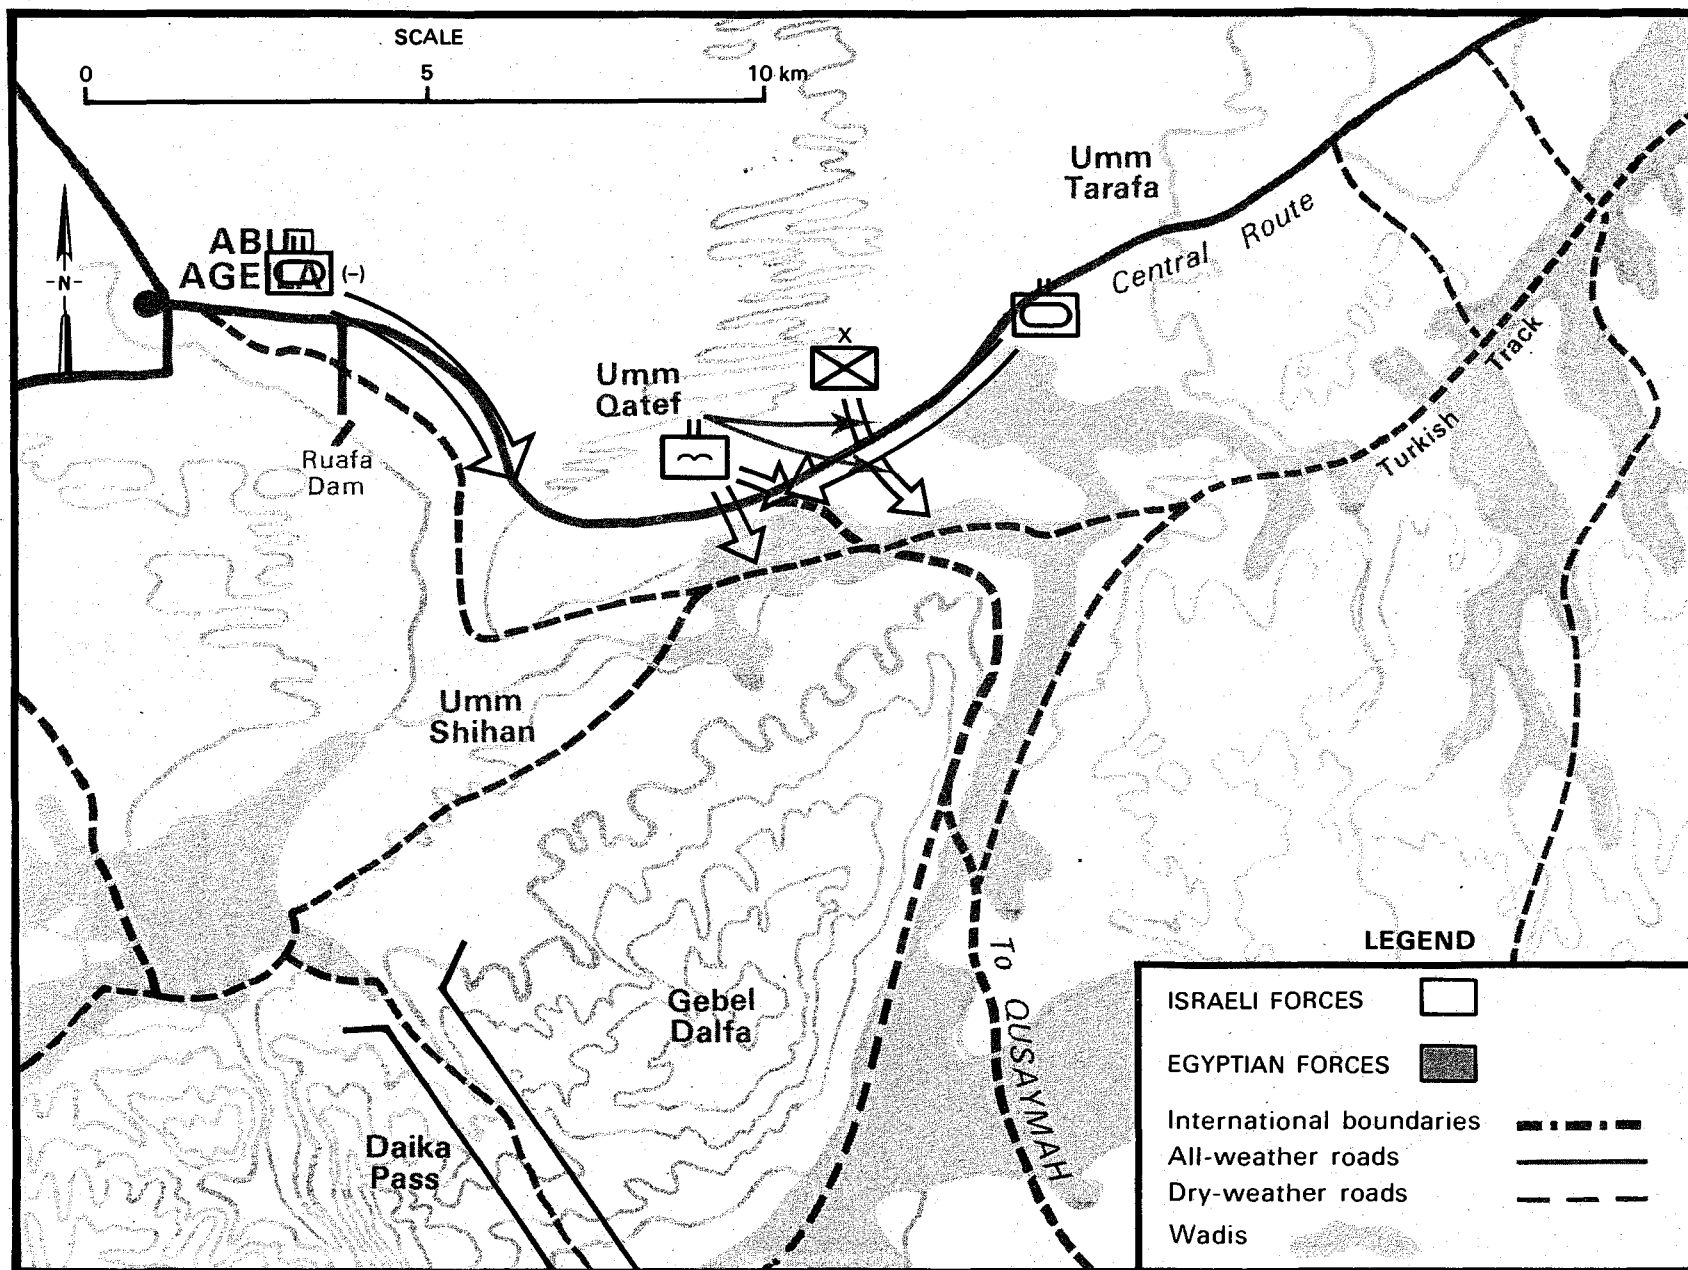 SCALE
0 5 10 km
Umm
Tarafa
Central Route
ABU
AGEILA (-)
-N-
X
Umm
Qatef
Track
Turkish
Ruafa
Dam
Umm
Shihan
To QUSAYMAH
Gebel
Dalfa
Daika
Pass
LEGEND
ISRAELI FORCES
EGYPTIAN FORCES
International boundaries
All-weather roads
Dry-weather roads
Wadis